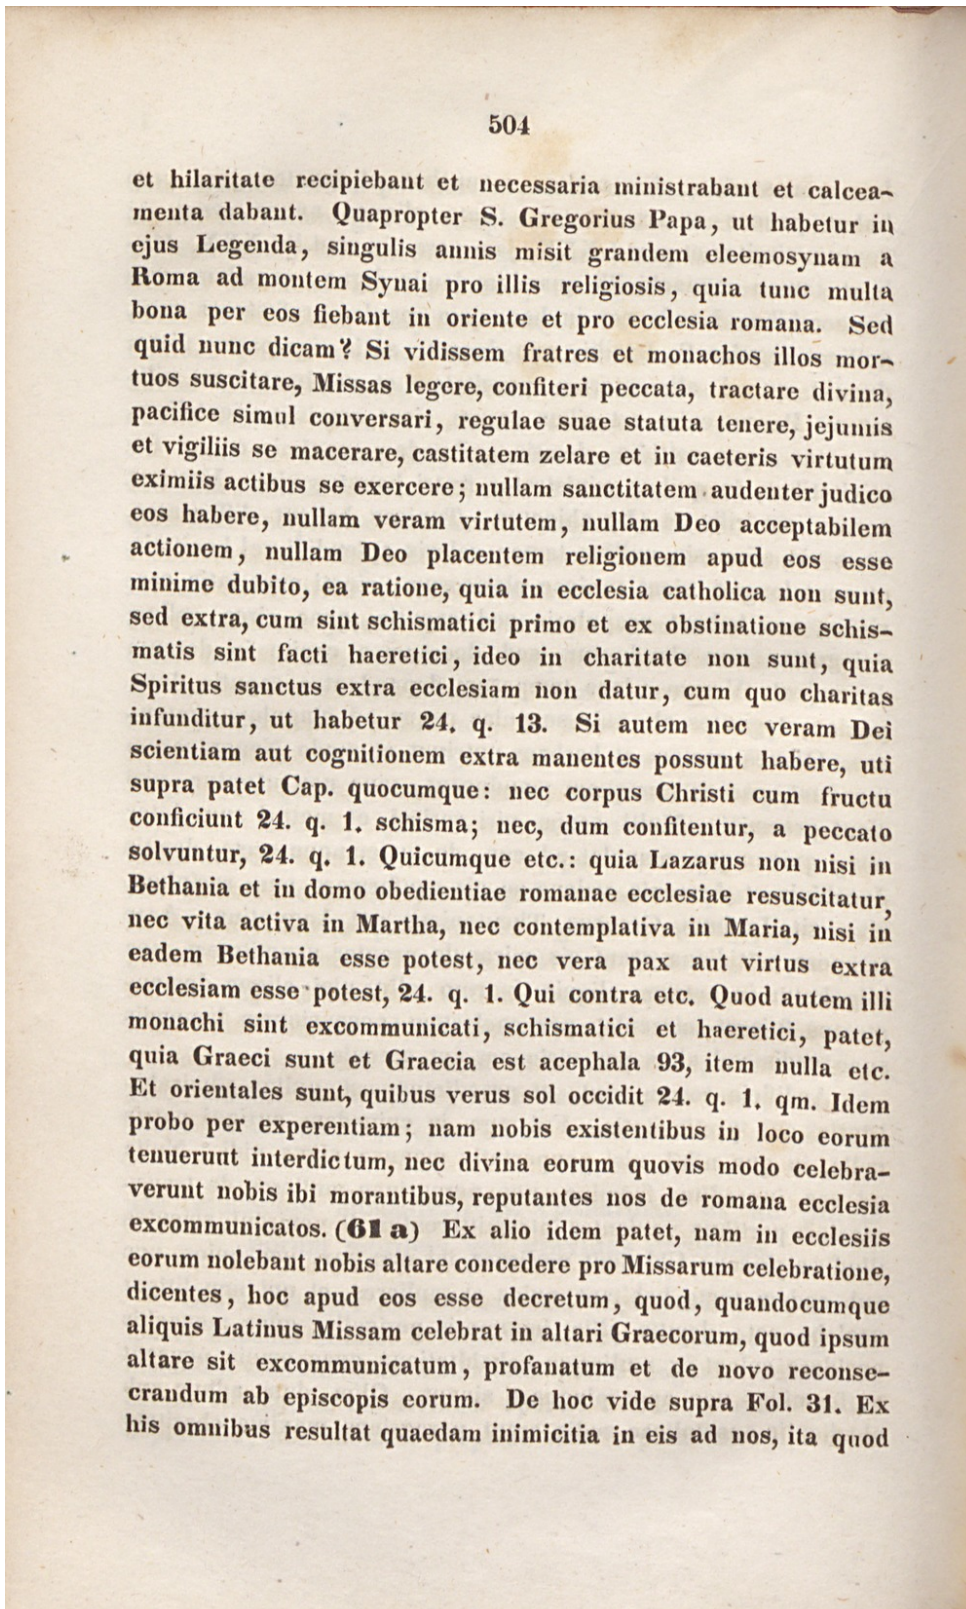 504
et hilaritate recipiebant et necessaria ministrabant et calcea-
menta dabant. Quapropter S. Gregorius Papa, ut habetur in
ejus Legenda, singulis annis misit grandem eleemosynam a
Roma ad montem Synai pro illis religiosis, quia tunc multa
bona per eos fiebant in oriente et pro ecclesia romana. Sed
quid nunc dicam? Si vidissem fratres et monachos illos mor-
tuos suscitare, Missas legere, confiteri peccata, tractare divina,
pacifice simul conversari, regulae suae statuta tenere, jejuniis
et vigiliis se macerare, castitatem zelare et in caeteris virtutum
eximiis actibus se exercere; nullam sanctitatem audenter judico
eos habere, nullam veram virtutem, nullam Deo acceptabilem
actionem, nullam Deo placentem religionem apud eos esse
minime dubito, ea ratione, quia in ecclesia catholica non sunt,
sed extra, cum sint schismatici primo et ex obstinatione schis-
matis sint facti haeretici, ideo in charitate non sunt, quia
Spiritus sanctus extra ecclesiam non datur, cum quo charitas
infunditur, ut habetur 24. q. 13. Si autem nec veram Dei
scientiam aut cognitionem extra manentes possunt habere, uti
supra patet Cap. quocumque: nec corpus Christi cum fructu
conficiunt 24. q. 1. schisma; nec, dum confitentur, a peccato
solvuntur, 24. q. 1. Quicumque etc.: quia Lazarus non nisi in
Bethania et in domo obedientiae romanae ecclesiae resuscitatur,
nec vita activa in Martha, nec contemplativa in Maria, nisi in
eadem Bethania esse potest, nec vera pax aut virtus extra
ecclesiam esse potest, 24. q. 1. Qui contra etc. Quod autem illi
monachi sint excommunicati, schismatici et haeretici, patet,
quia Graeci sunt et Graecia est acephala 93, item nulla etc.
Et orientales sunt, quibus verus sol occidit 24. q. 1. qm. Idem
probo per experentiam; nam nobis existentibus in loco eorum
tenuerunt interdictum, nec divina eorum quovis modo celebra-
verunt nobis ibi morantibus, reputantes nos de romana ecclesia
excommunicatos. (61 a) Ex alio idem patet, nam in ecclesiis
eorum nolebant nobis altare concedere pro Missarum celebratione,
dicentes, hoc apud eos esse decretum, quod, quandocumque
aliquis Latinus Missam celebrat in altari Graecorum, quod ipsum
altare sit excommunicatum, profanatum et de novo reconse-
crandum ab episcopis eorum. De hoc vide supra Fol. 31. Ex
his omnibus resultat quaedam inimicitia in eis ad nos, ita quod